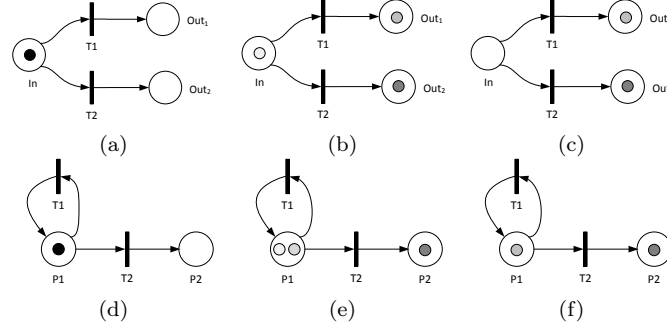 T1 Out₁ T1 Out₁ T1 Out
In In In
Out₂ Out₂ Out
T2 T2 T2
(a) (b) (c)
T1 T1 T1
P1 T2 P2 P1 T2 P2 P1 T2 P2
(d) (e) (f)